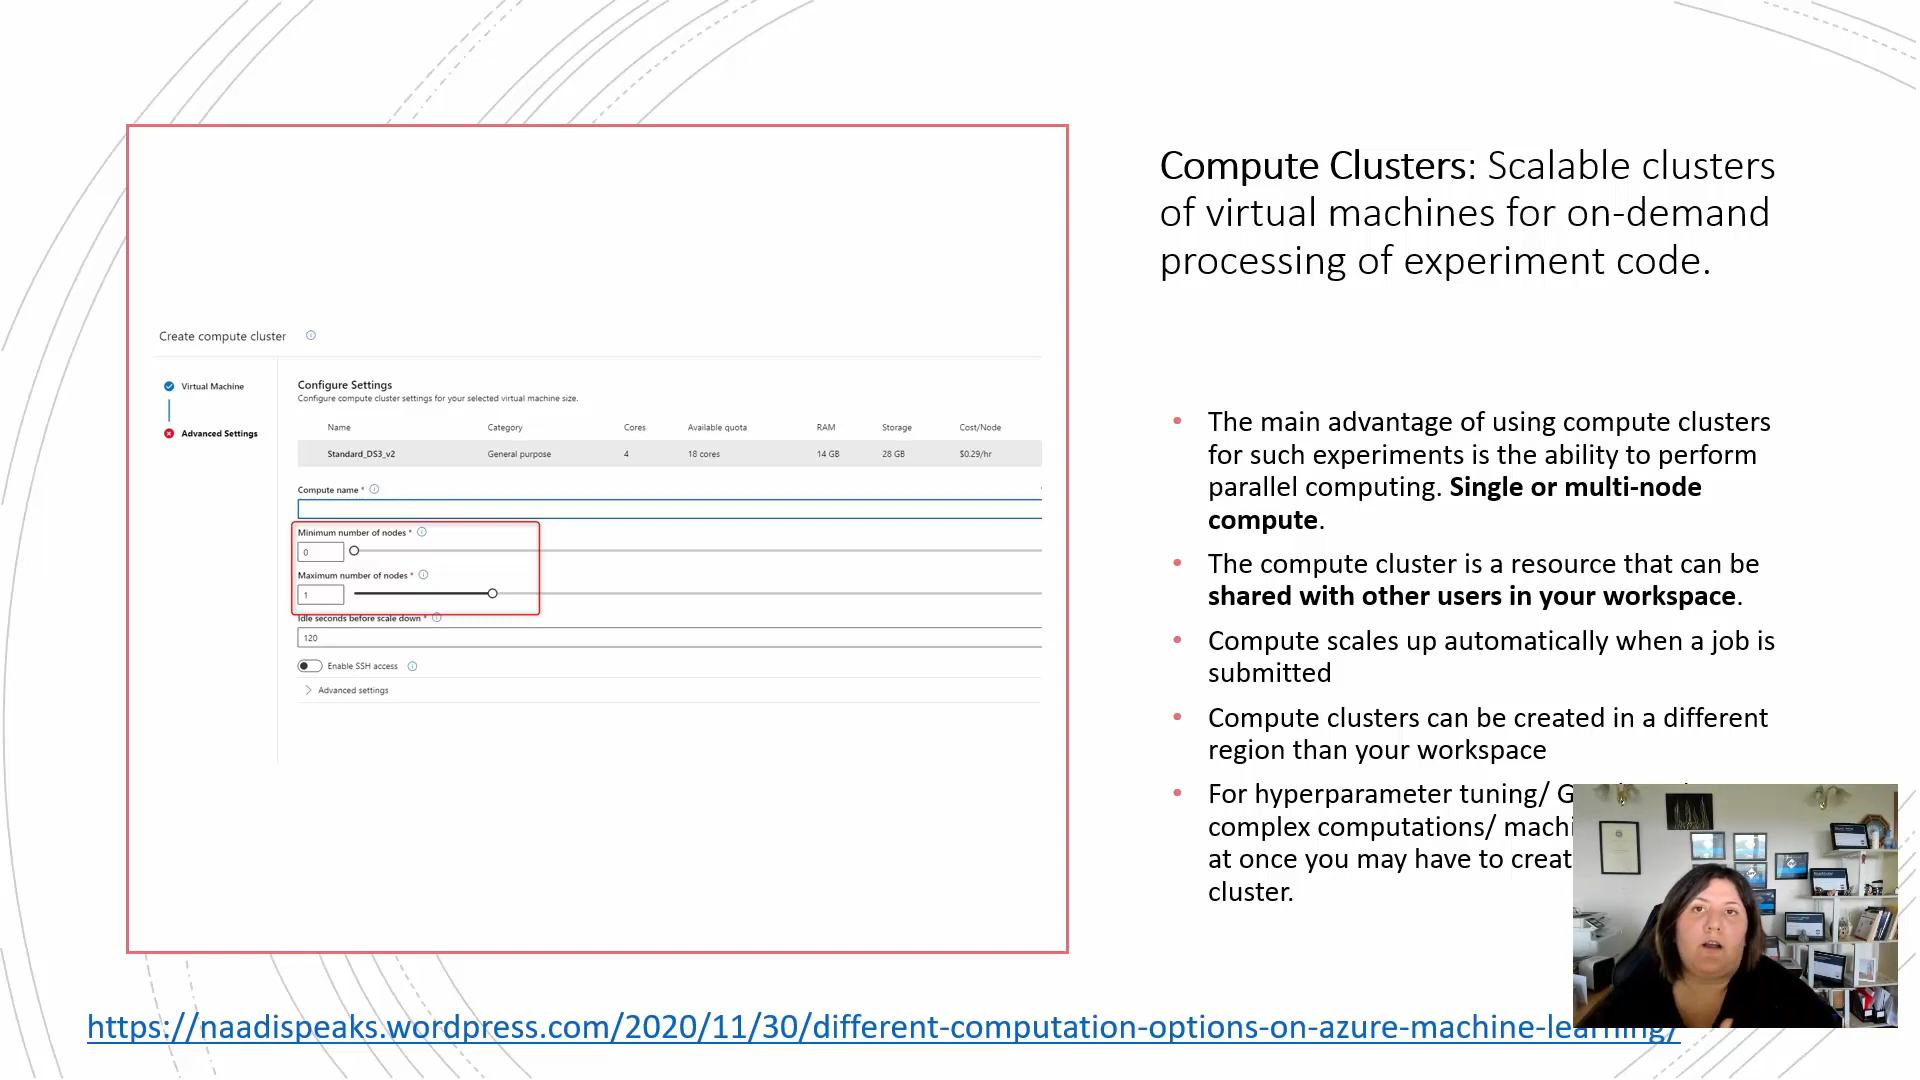 Compute Clusters: Scalable clusters
of virtual machines for on-demand
processing of experiment code.
Create compute cluster
Virtual Machine
Advanced Settings
Configure Settings
Configure compute cluster settings for your selected virtual machine size.
Name Category Cores Available quota RAM Storage Cost/Node
Standard_DS3_v2 General purpose 4 18 cores 14 GB 28 GB $0.29/hr
Compute name *
Minimum number of nodes *
0
Maximum number of nodes *
1
Idle seconds before scale down *
120
Enable SSH access
Advanced settings
• The main advantage of using compute clusters
for such experiments is the ability to perform
parallel computing. Single or multi-node
compute.
• The compute cluster is a resource that can be
shared with other users in your workspace.
• Compute scales up automatically when a job is
submitted
• Compute clusters can be created in a different
region than your workspace
• For hyperparameter tuning/
complex computations/
at once you may have to
cluster.
https://naadispeaks.wordpress.com/2020/11/30/different-computation-options-on-azure-machine-learning/